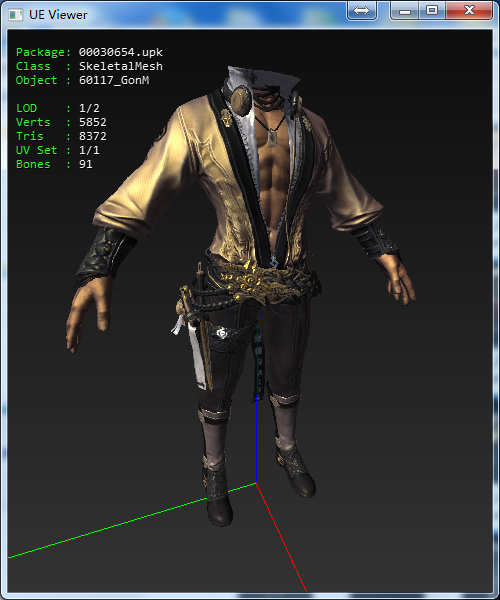 UE Viewer
Package: 00030654.upk
Class : SkeletalMesh
Object : 60117_GonM
LOD : 1/2
Verts : 5852
Tris : 8372
UV Set : 1/1
Bones : 91